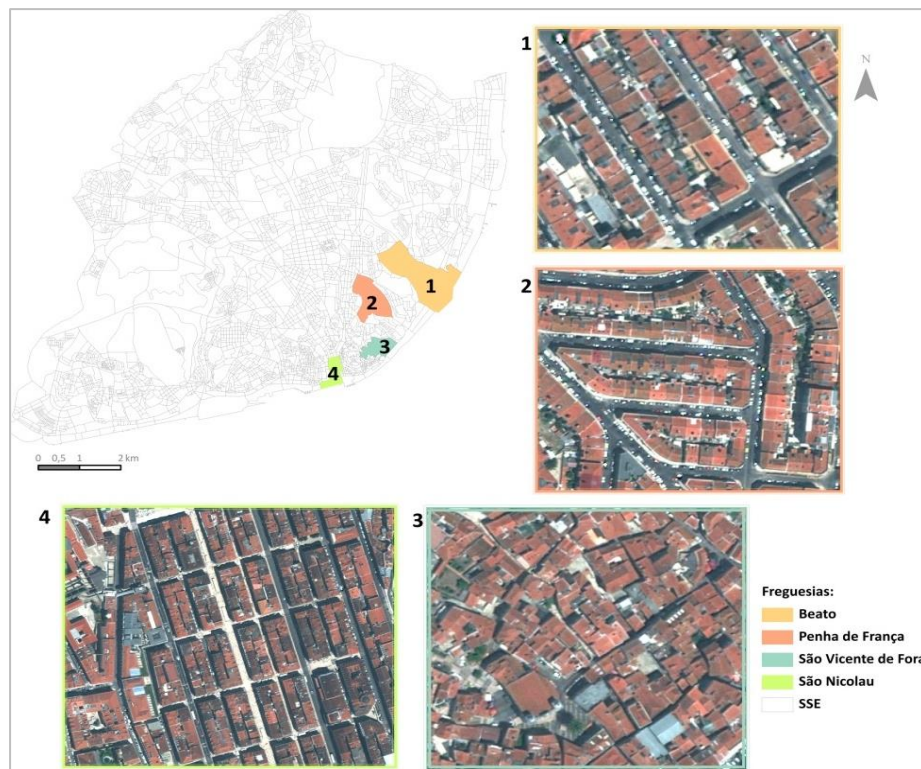 1
N
1
2
3
4
2
0 0,5 1 2 km
4
3
Freguesias:
Beato
Penha de França
São Vicente de Fora
São Nicolau
SSE